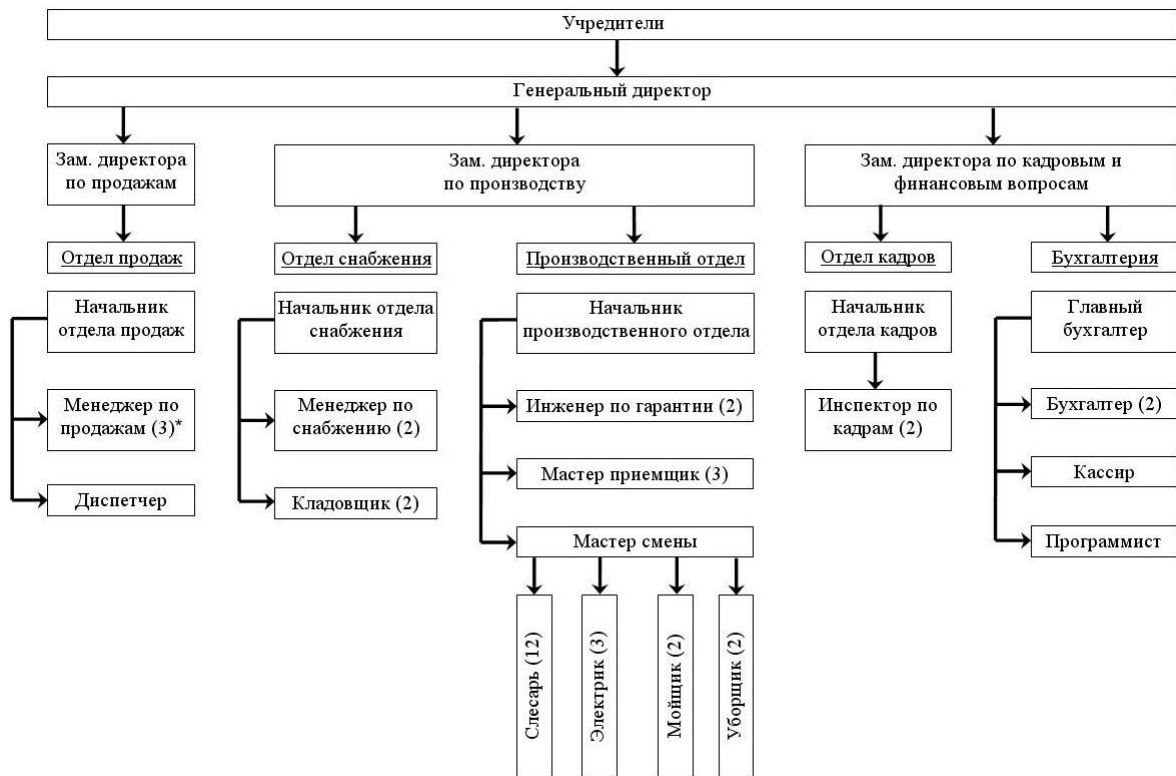 Учредители
Генеральный директор
Зам. директора
по продажам
Зам. директора
по производству
Зам. директора по кадровым и
финансовым вопросам
Отдел продаж
Отдел снабжения
Производственный отдел
Отдел кадров
Бухгалтерия
Начальник
отдела продаж
Начальник отдела
снабжения
Начальник
производственного отдела
Начальник
отдела кадров
Главный
бухгалтер
Менеджер по
продажам (3)*
Менеджер по
снабжению (2)
Инженер по гарантии (2)
Инспектор по
кадрам (2)
Бухгалтер (2)
Мастер приемщик (3)
Кассир
Диспетчер
Кладовщик (2)
Мастер смены
Программист
Слесарь (12)
Электрик (3)
Мойщик (2)
Уборщик (2)